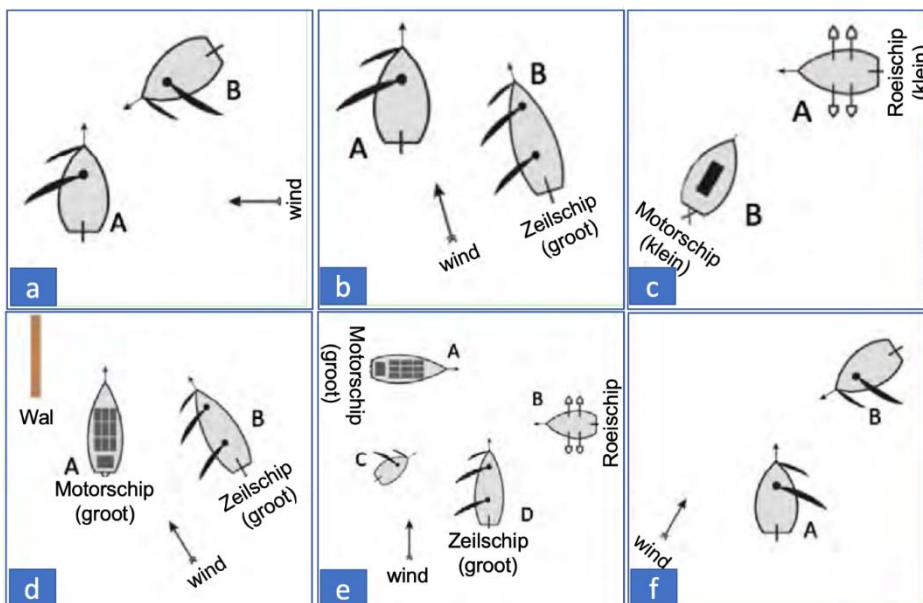 B
A
wind
a
B
A
Zeilschip
(groot)
wind
b
Roeischip
(klein)
A
Motorschip
(klein)
B
c
Wal
B
A
Motorschip
(groot)
Zeilschip
(groot)
wind
d
Motorschip
(groot)
A
B
Roeischip
C
D
Zeilschip
(groot)
wind
e
B
A
wind
f